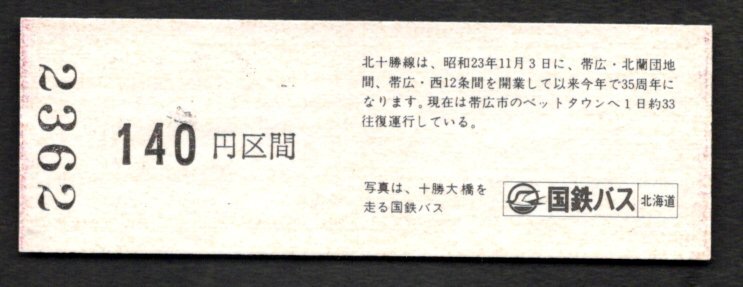 2362
140円区間
北十勝線は、昭和23年11月3日に、帯広・北蘭団地
間、帯広・西12条間を開業して以来今年で35周年に
なります。現在は帯広市のベットタウンへ1日約33
往復運行している。
写真は、十勝大橋を
走る国鉄バス
国鉄バス 北海道